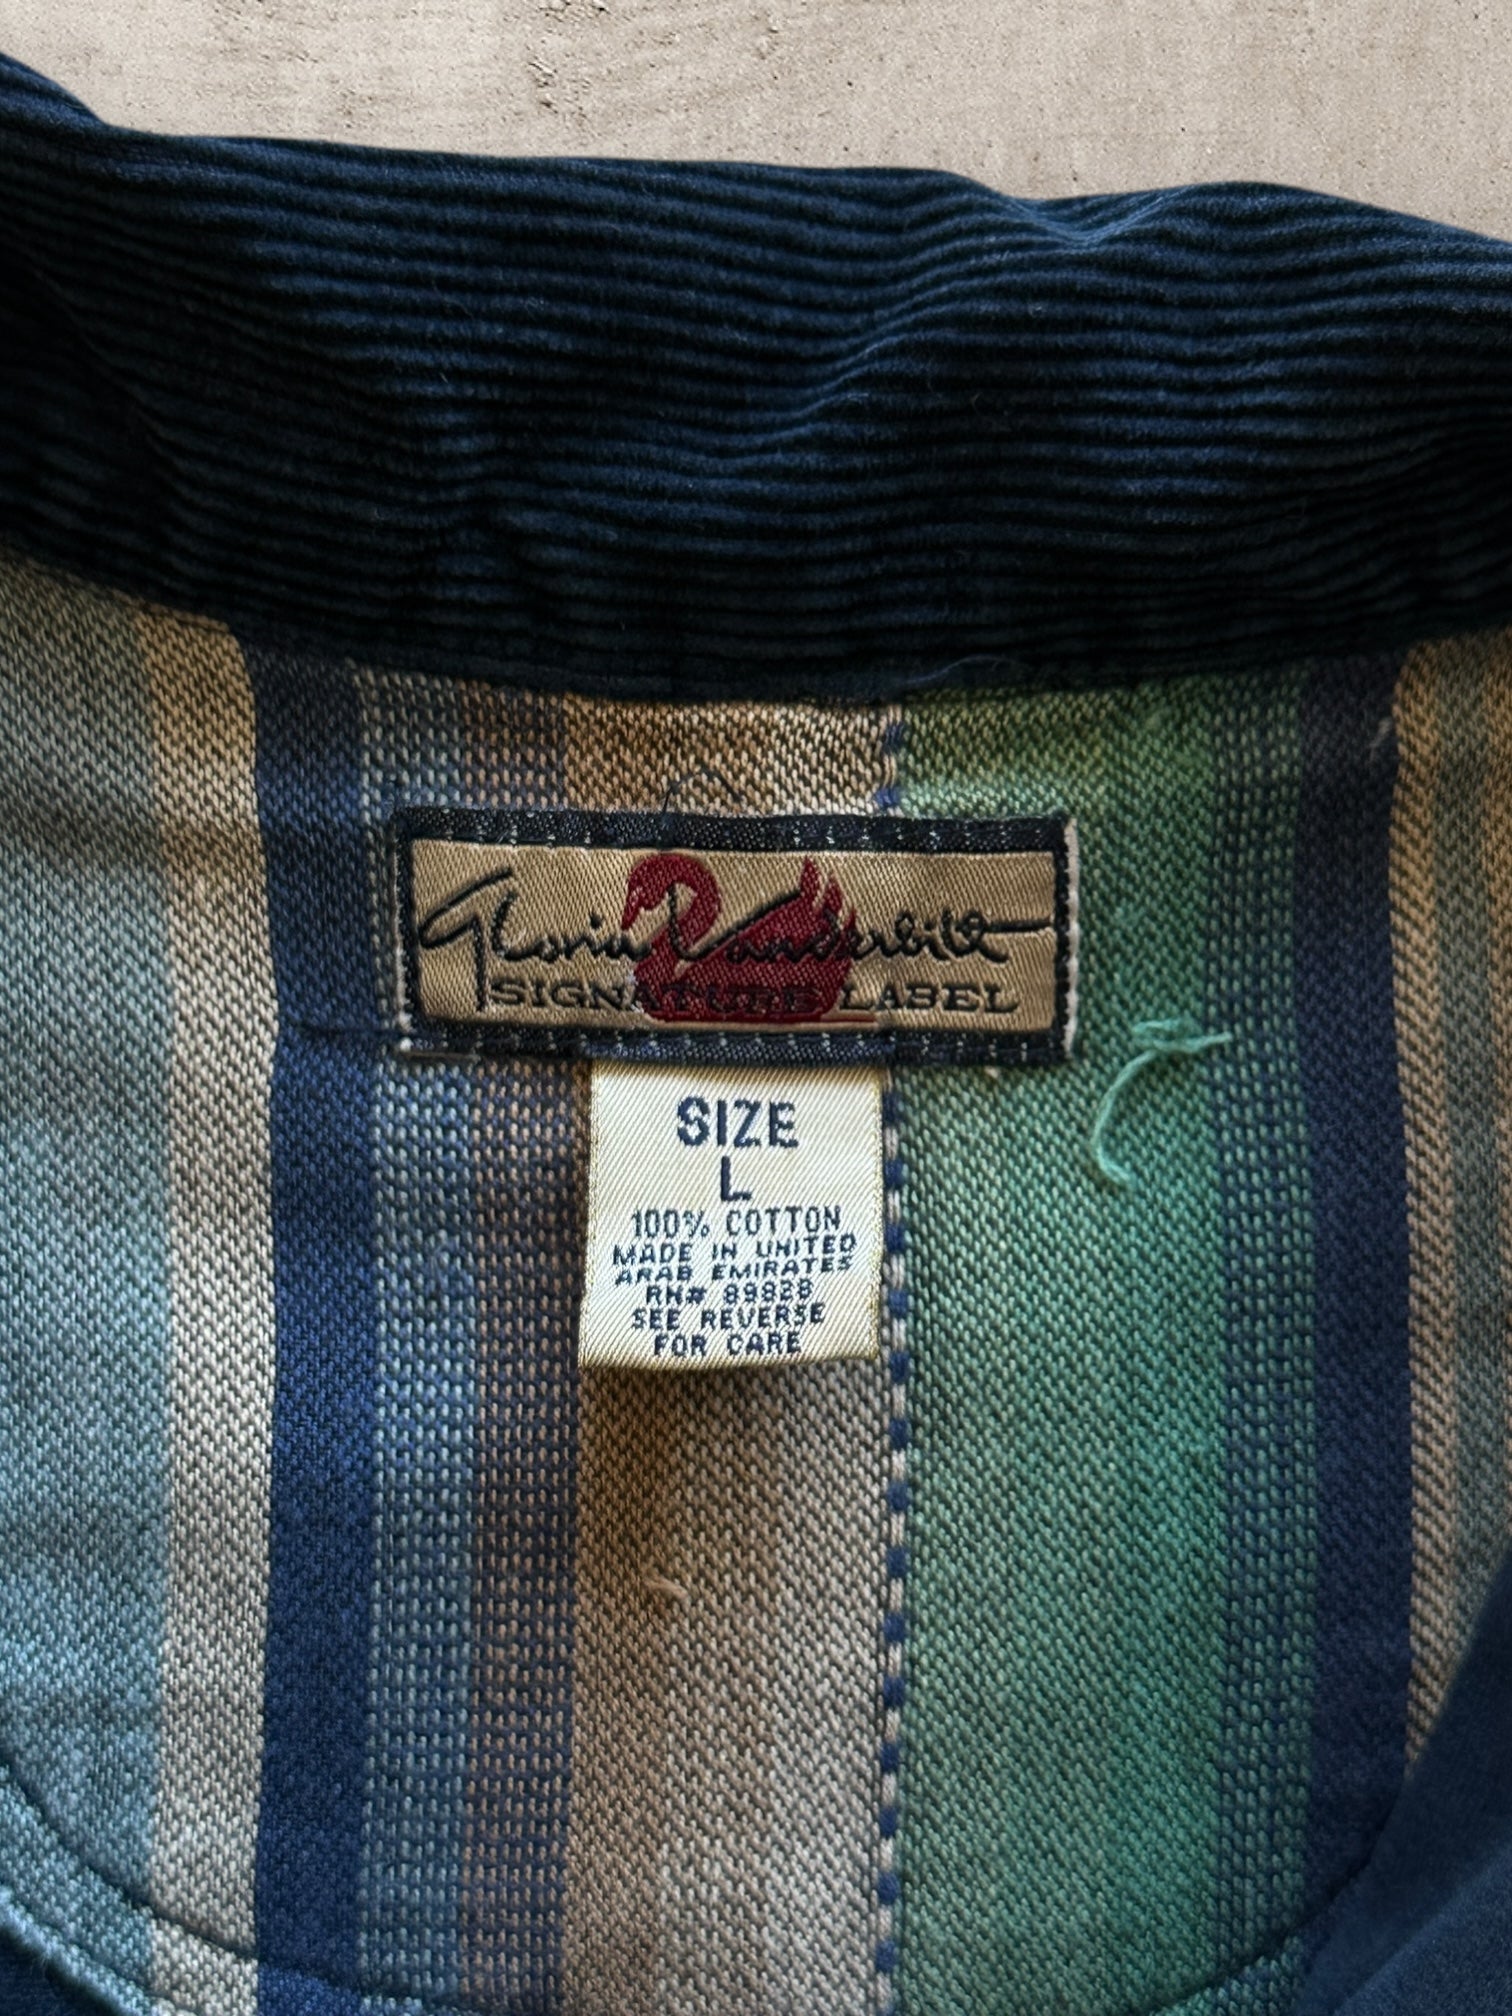 Gloria Vanderbilt
SIGNATURE LABEL
SIZE
L
100% COTTON
MADE IN UNITED
ARAB EMIRATES
RN# 89828
SEE REVERSE
FOR CARE